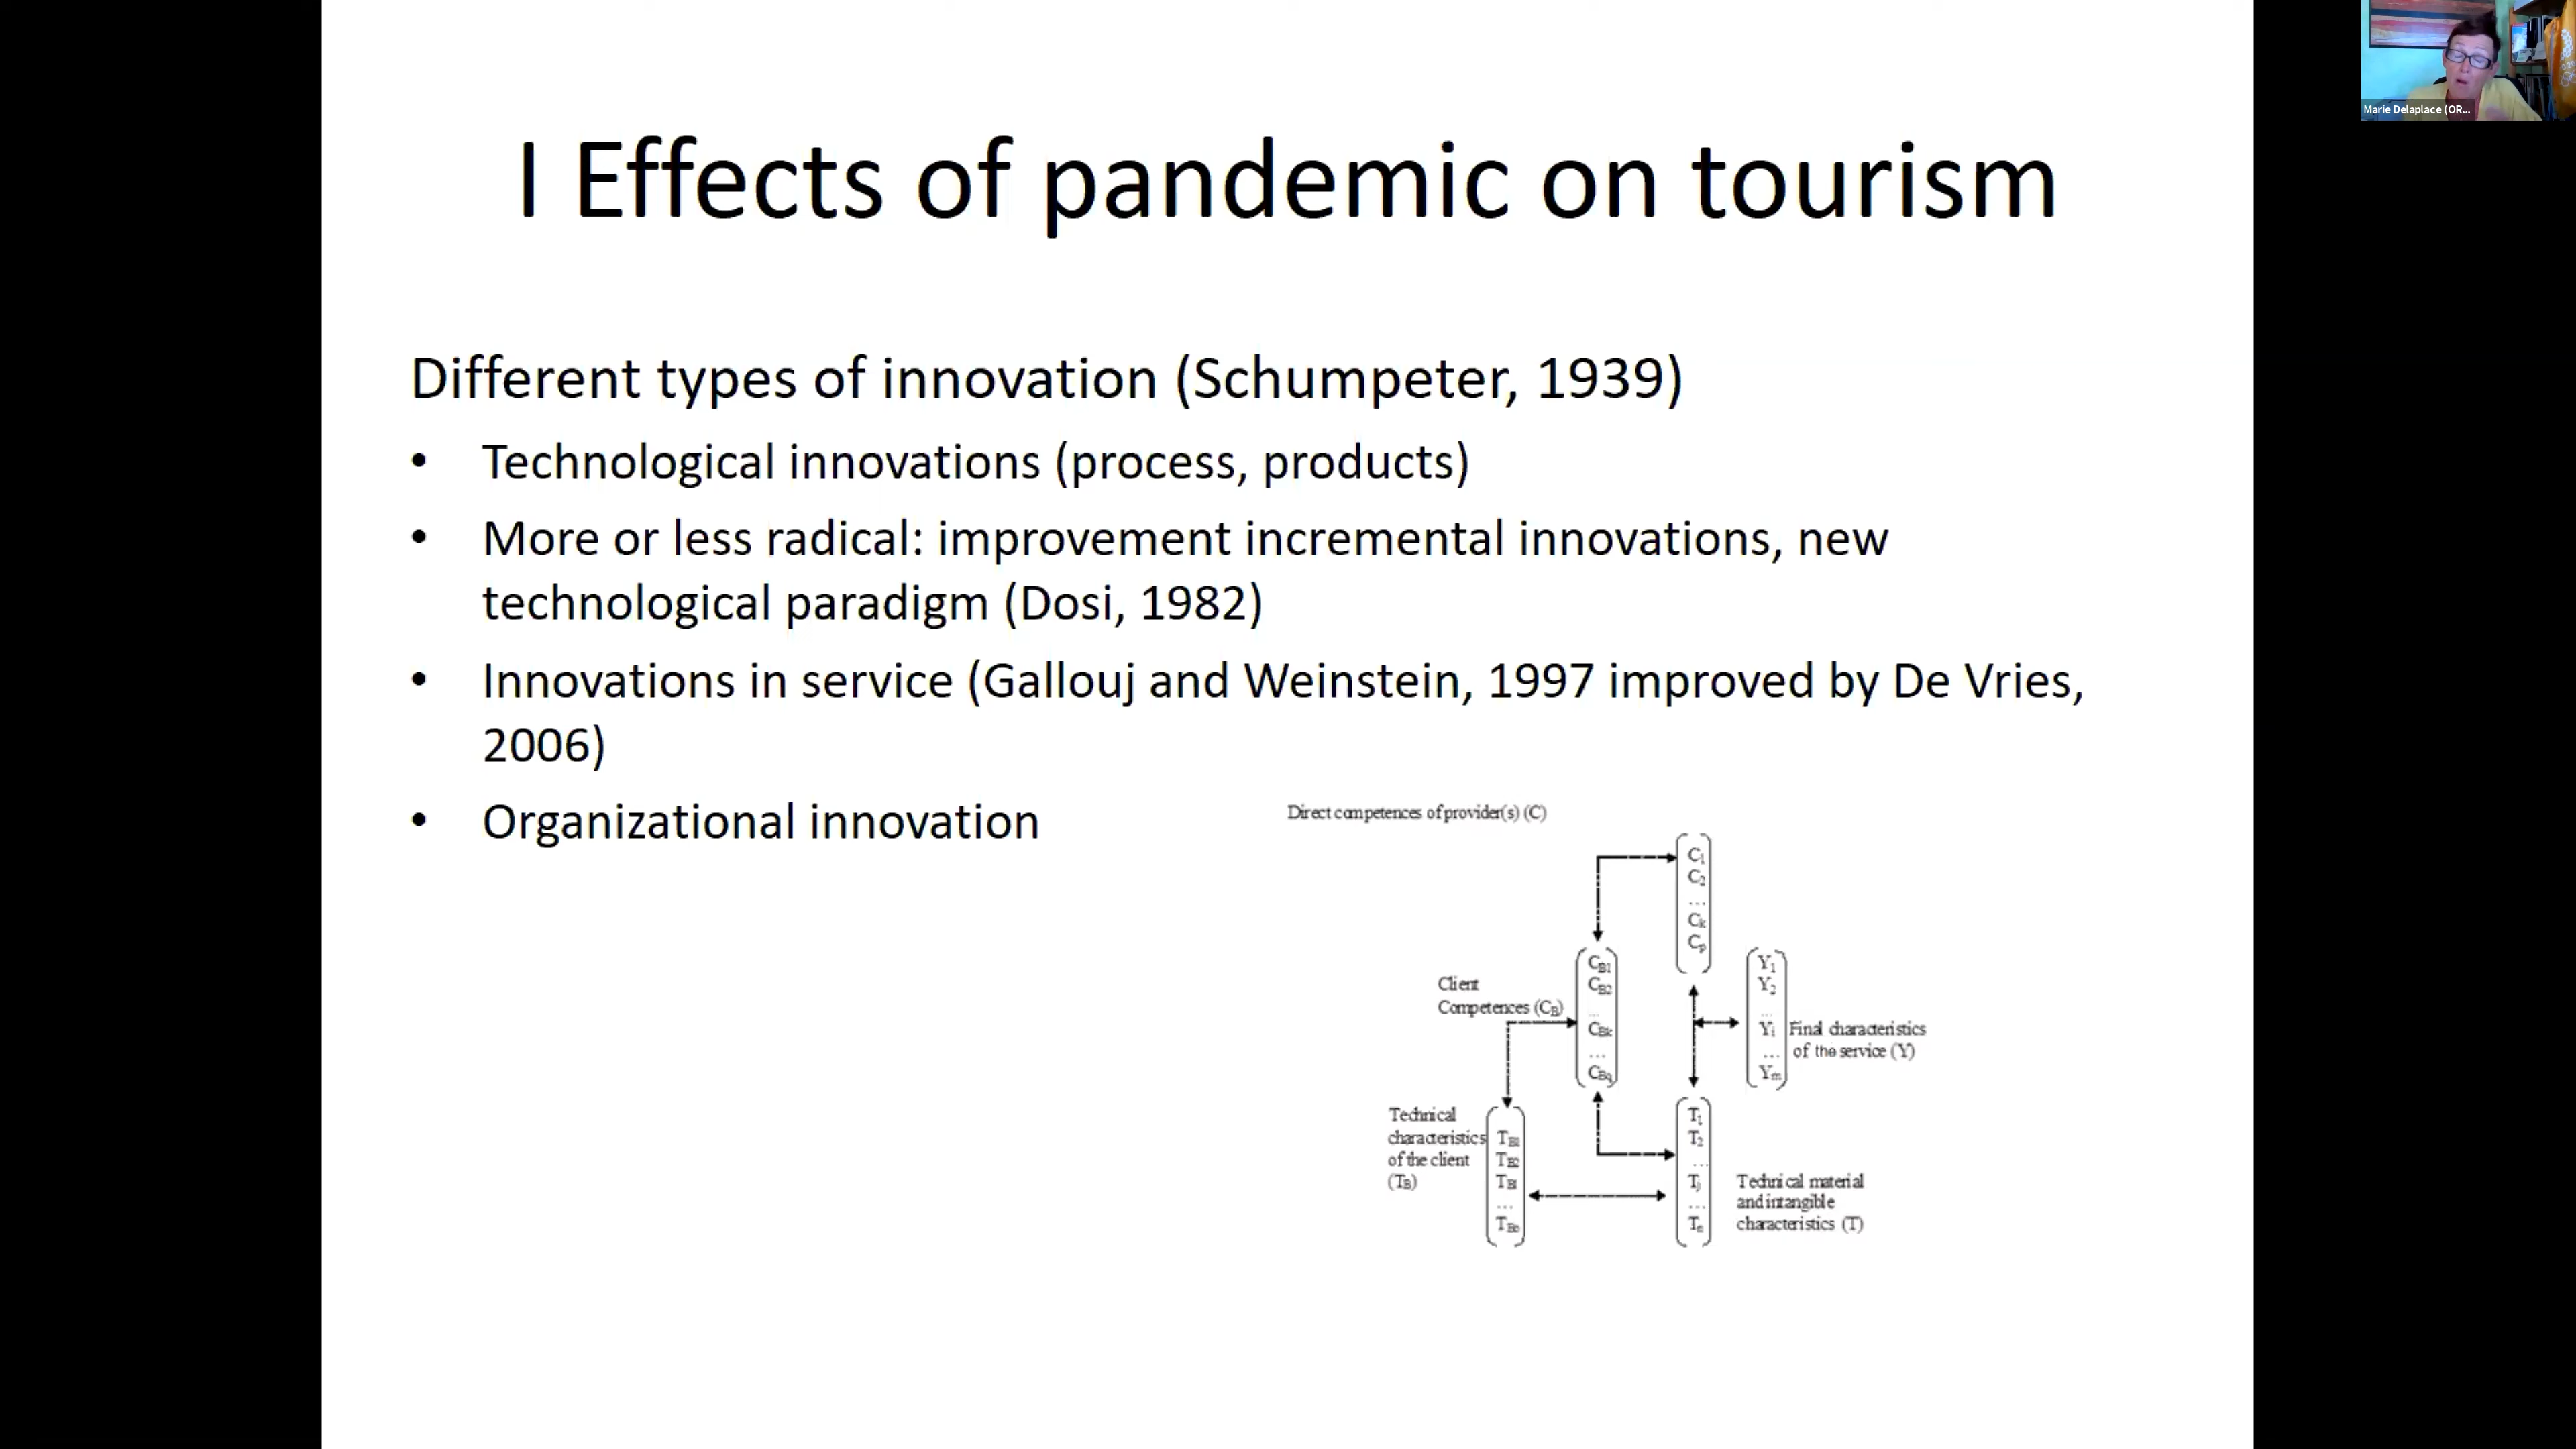 Marie Delaplace (OR...
I Effects of pandemic on tourism
Different types of innovation (Schumpeter, 1939)
• Technological innovations (process, products)
• More or less radical: improvement incremental innovations, new
technological paradigm (Dosi, 1982)
• Innovations in service (Gallouj and Weinstein, 1997 improved by De Vries,
2006)
• Organizational innovation
Direct competences of provider(s) (C)
C1
C2
...
Ck
Cp
Client
Competences (CB)
CB1
CB2
...
CBk
...
CBq
Y1
Y2
...
Yi
...
Ym
Final characteristics
of the service (Y)
Technical
characteristics
of the client
(TB)
TB1
TB2
...
T1
T2
...
Tj
...
Tn
Technical material
and intangible
characteristics (T)